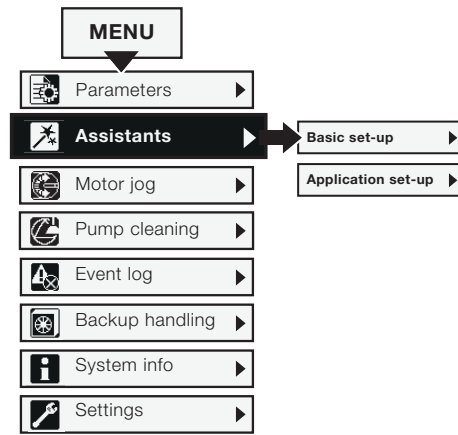 MENU
Parameters
Assistants
Basic set-up
Application set-up
Motor jog
Pump cleaning
Event log
Backup handling
System info
Settings